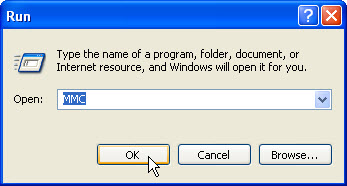 Run
Type the name of a program, folder, document, or
Internet resource, and Windows will open it for you.
Open: MMC
OK Cancel Browse...